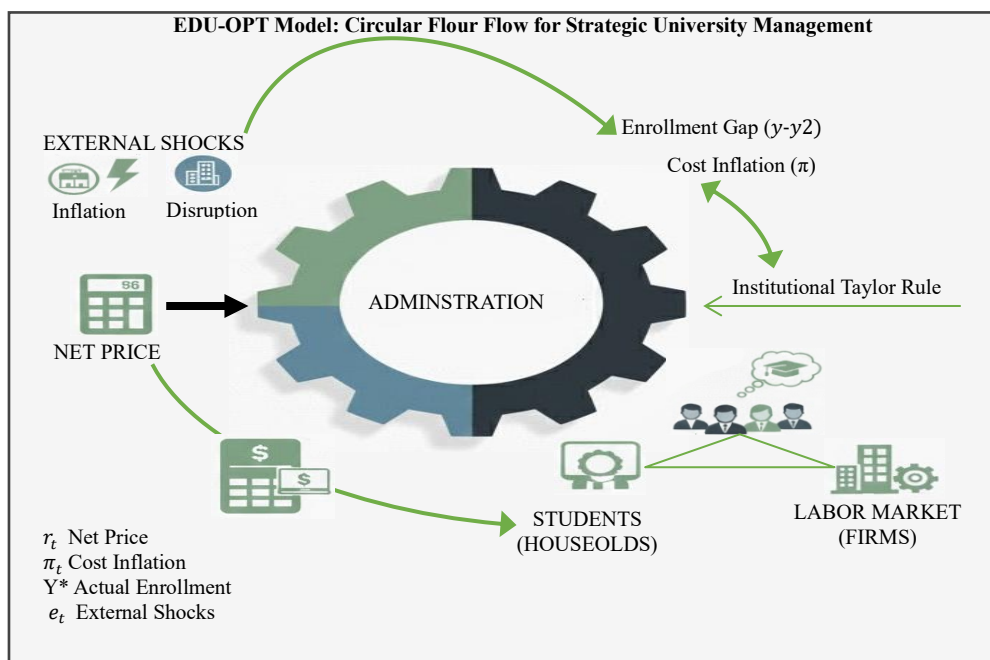 EDU-OPT Model: Circular Flour Flow for Strategic University Management
EXTERNAL SHOCKS
Inflation
Disruption
Enrollment Gap (y-y2)
Cost Inflation (π)
Institutional Taylor Rule
ADMINSTRATION
S6
NET PRICE
$
$
STUDENTS
(HOUSEOLDS)
LABOR MARKET
(FIRMS)
r_t Net Price
π_t Cost Inflation
Y* Actual Enrollment
e_t External Shocks